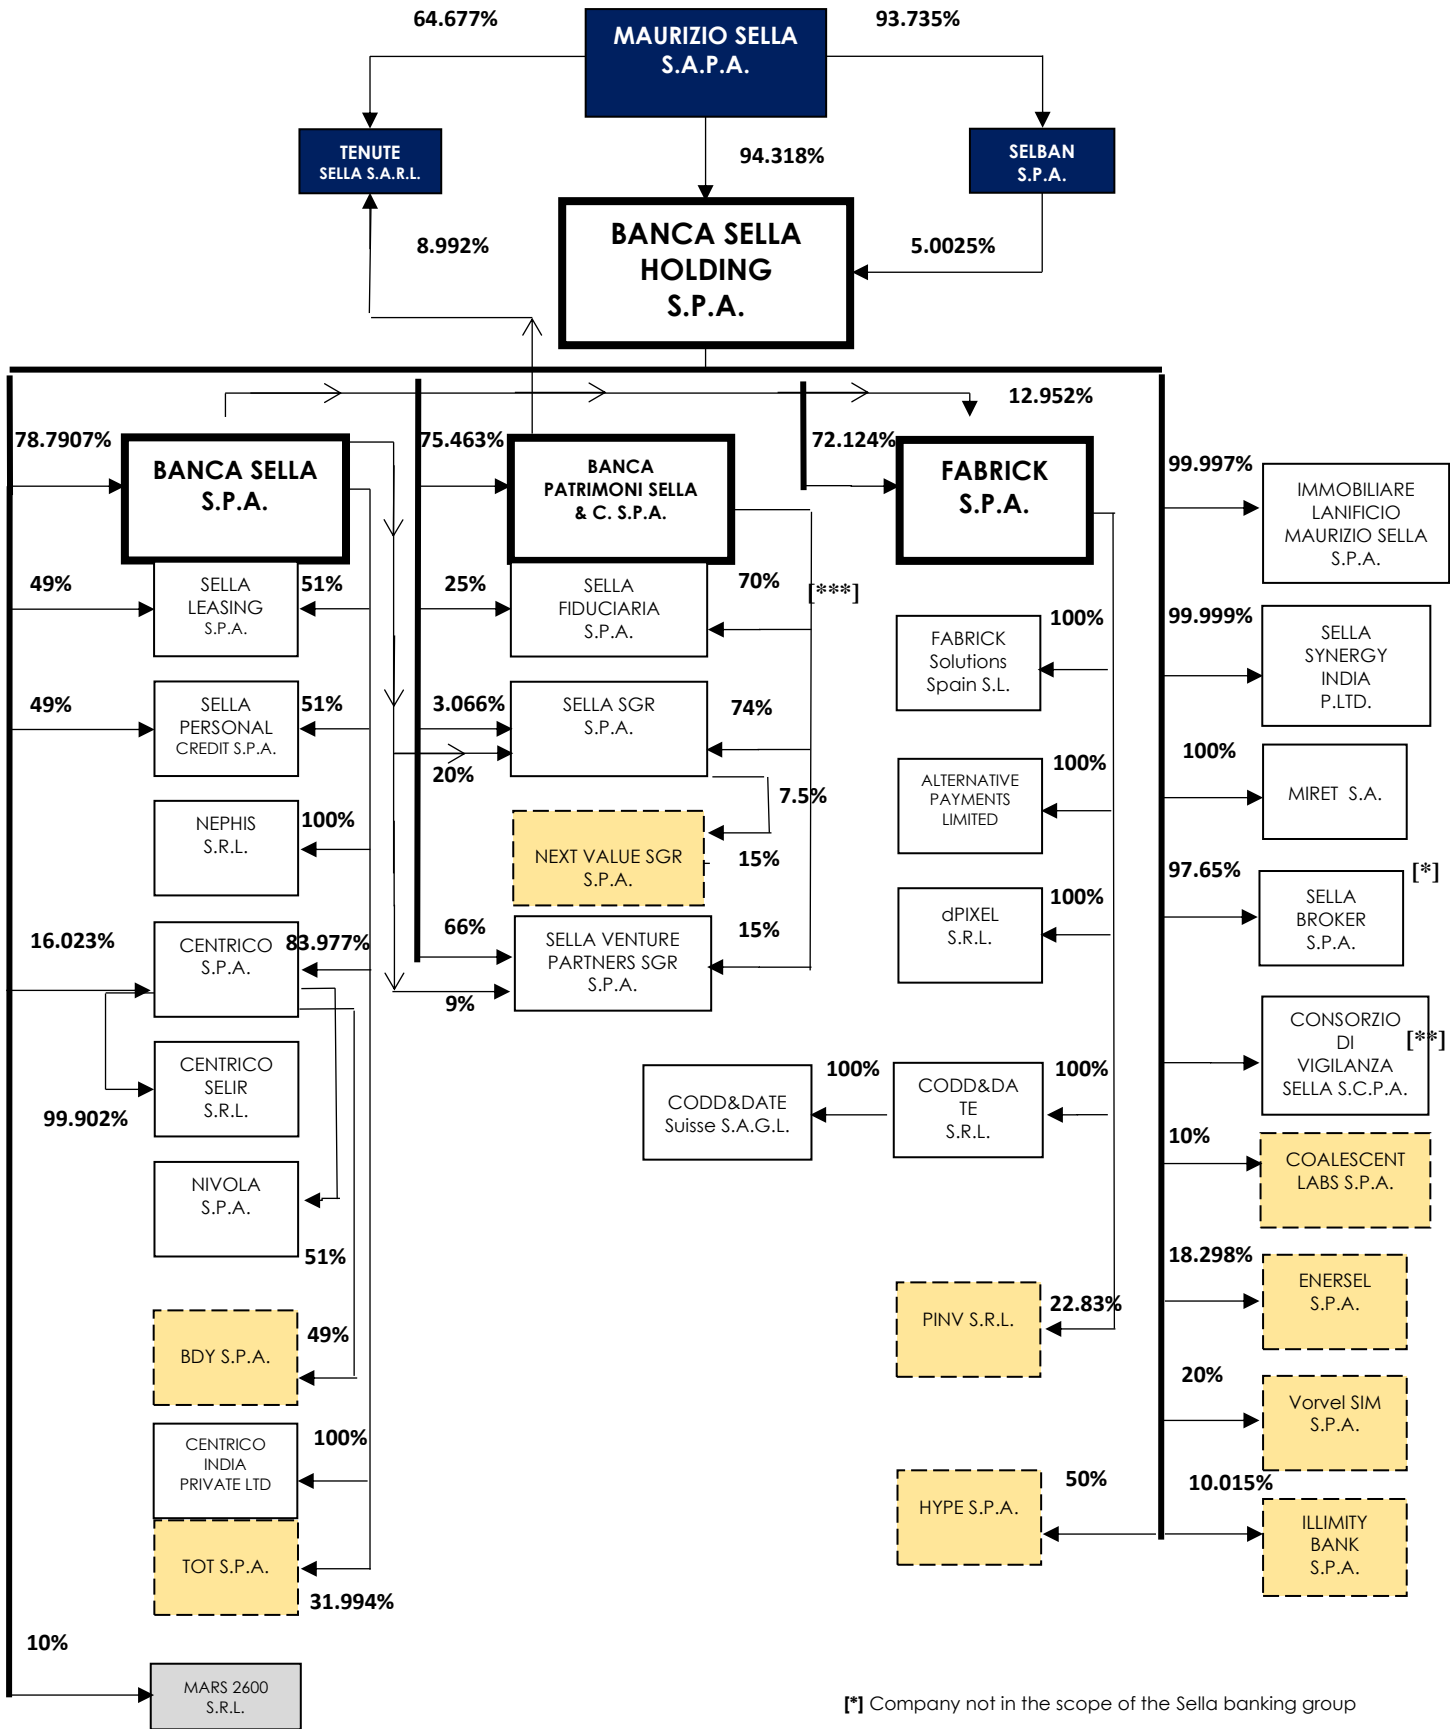 64.677%
MAURIZIO SELLA
S.A.P.A.
93.735%
TENUTE
SELLA S.A.R.L.
94.318%
SELBAN
S.P.A.
8.992%
BANCA SELLA
HOLDING
S.P.A.
5.0025%
12.952%
78.7907%
BANCA SELLA
S.P.A.
75.463%
BANCA
PATRIMONI SELLA
& C. S.P.A.
72.124%
FABRICK
S.P.A.
99.997%
IMMOBILIARE
LANIFICIO
MAURIZIO SELLA
S.P.A.
49%
SELLA
LEASING
S.P.A.
51%
25%
SELLA
FIDUCIARIA
S.P.A.
70%
[***]
FABRICK
Solutions
Spain S.L.
100%
99.999%
SELLA
SYNERGY
INDIA
P.LTD.
49%
SELLA
PERSONAL
CREDIT S.P.A.
51%
3.066%
20%
SELLA SGR
S.P.A.
74%
7.5%
ALTERNATIVE
PAYMENTS
LIMITED
100%
100%
MIRET S.A.
NEPHIS
S.R.L.
100%
NEXT VALUE SGR
S.P.A.
15%
dPIXEL
S.R.L.
100%
97.65%
SELLA
BROKER
S.P.A.
[*]
16.023%
CENTRICO
S.P.A.
83.977%
66%
9%
SELLA VENTURE
PARTNERS SGR
S.P.A.
15%
CONSORZIO
DI
VIGILANZA
SELLA S.C.P.A.
[**]
99.902%
CENTRICO
SELIR
S.R.L.
CODD&DATE
Suisse S.A.G.L.
100%
CODD&DA
TE
S.R.L.
100%
10%
COALESCENT
LABS S.P.A.
NIVOLA
S.P.A.
51%
18.298%
ENERSEL
S.P.A.
BDY S.P.A.
49%
PINV S.R.L.
22.83%
20%
Vorvel SIM
S.P.A.
CENTRICO
INDIA
PRIVATE LTD
100%
HYPE S.P.A.
50%
10.015%
ILLIMITY
BANK
S.P.A.
TOT S.P.A.
31.994%
10%
MARS 2600
S.R.L.
[*] Company not in the scope of the Sella banking group